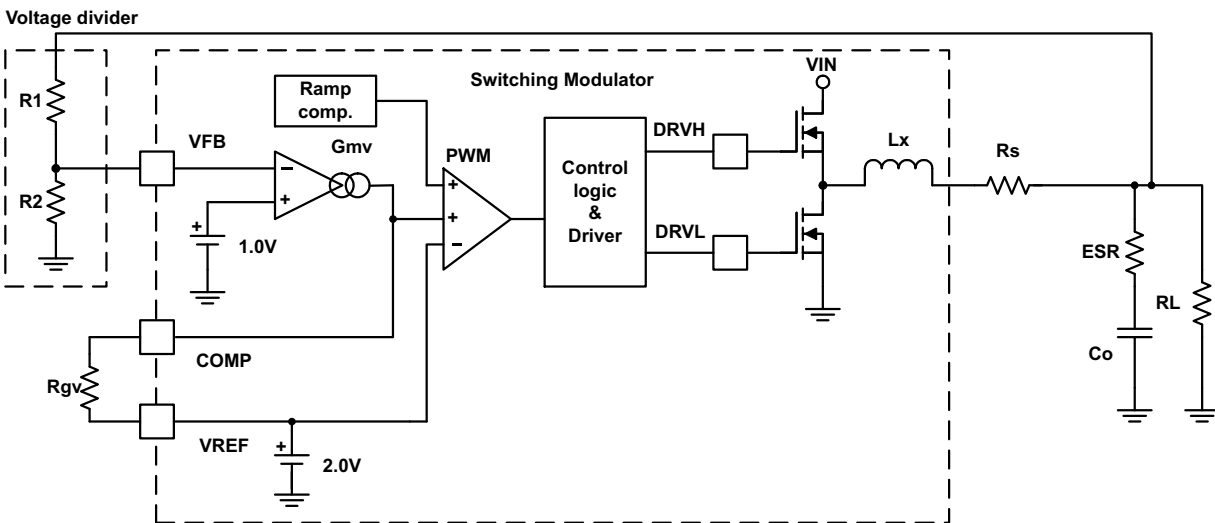 Voltage divider
R1
R2
VFB
Ramp
comp.
Gmv
1.0V
PWM
Switching Modulator
Control
logic
&
Driver
DRVH
DRVL
VIN
Lx
Rs
ESR
Co
RL
COMP
Rgv
VREF
2.0V